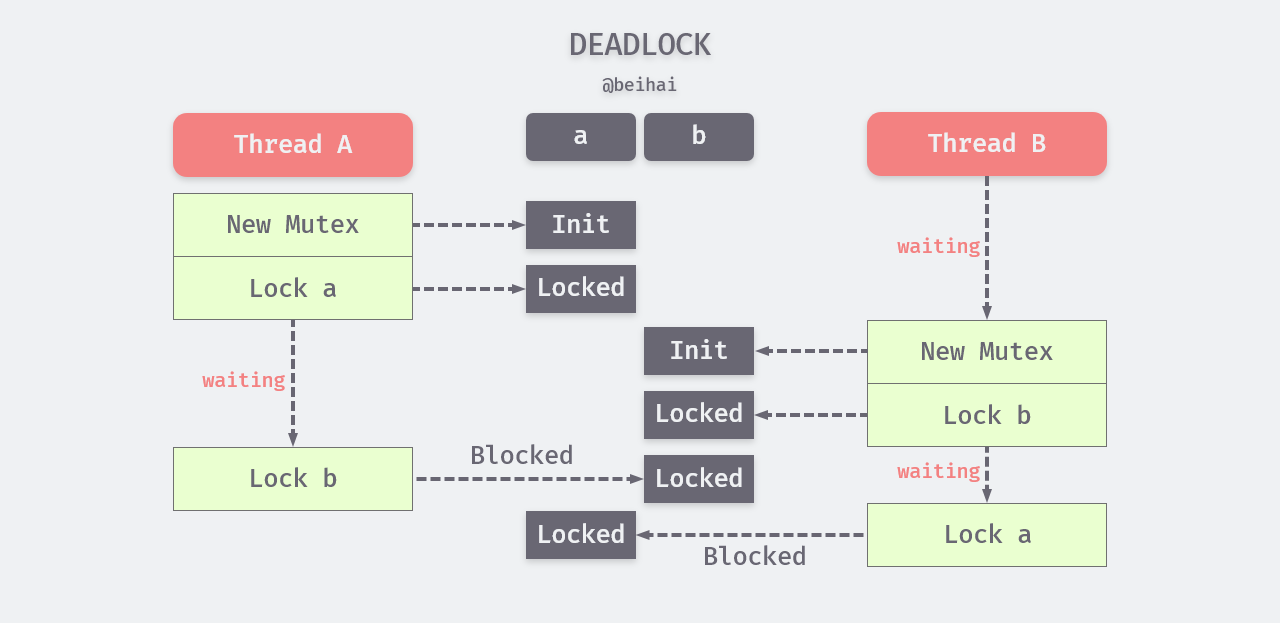 DEADLOCK
@beihai
Thread A
a
b
Thread B
New Mutex
Init
waiting
Lock a
Locked
Init
New Mutex
waiting
Locked
Lock b
Blocked
Lock b
Locked
waiting
Locked
Lock a
Blocked